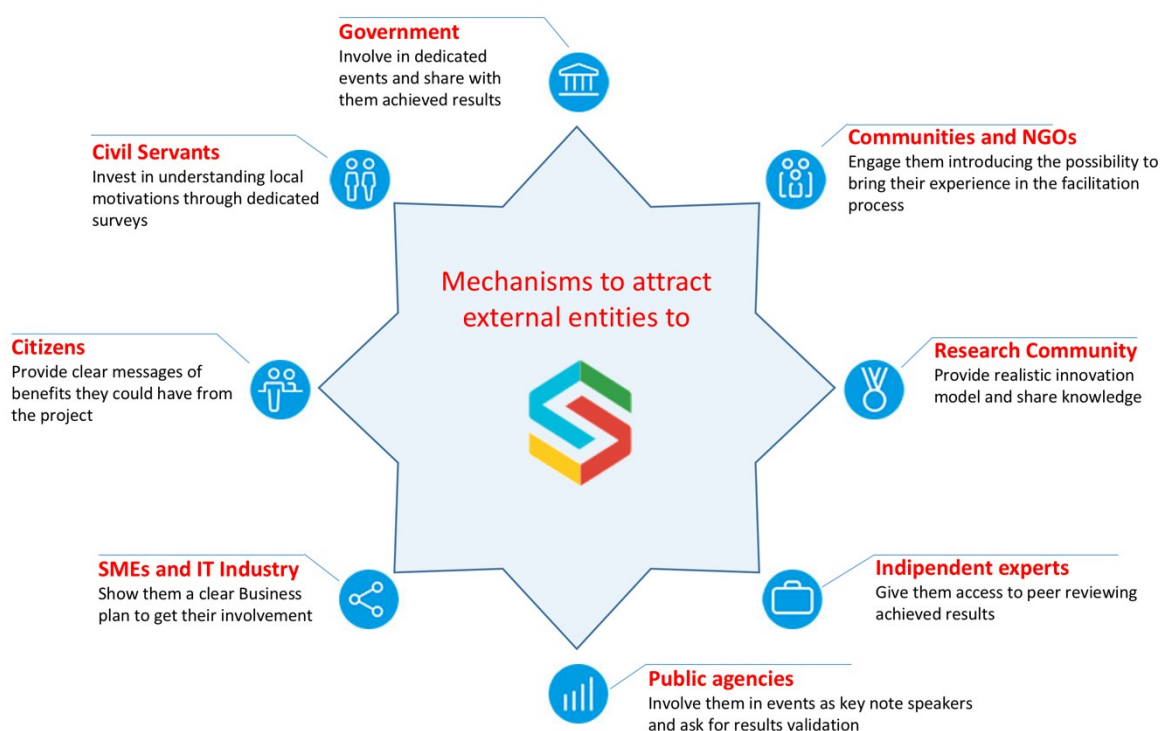 Government
Involve in dedicated
events and share with
them achieved results
Communities and NGOs
Engage them introducing the possibility to
bring their experience in the facilitation
process
Civil Servants
Invest in understanding local
motivations through dedicated
surveys
Mechanisms to attract
external entities to
Citizens
Provide clear messages of
benefits they could have from
the project
Research Community
Provide realistic innovation
model and share knowledge
SMEs and IT Industry
Show them a clear Business
plan to get their involvement
Indipendent experts
Give them access to peer reviewing
achieved results
Public agencies
Involve them in events as key note speakers
and ask for results validation